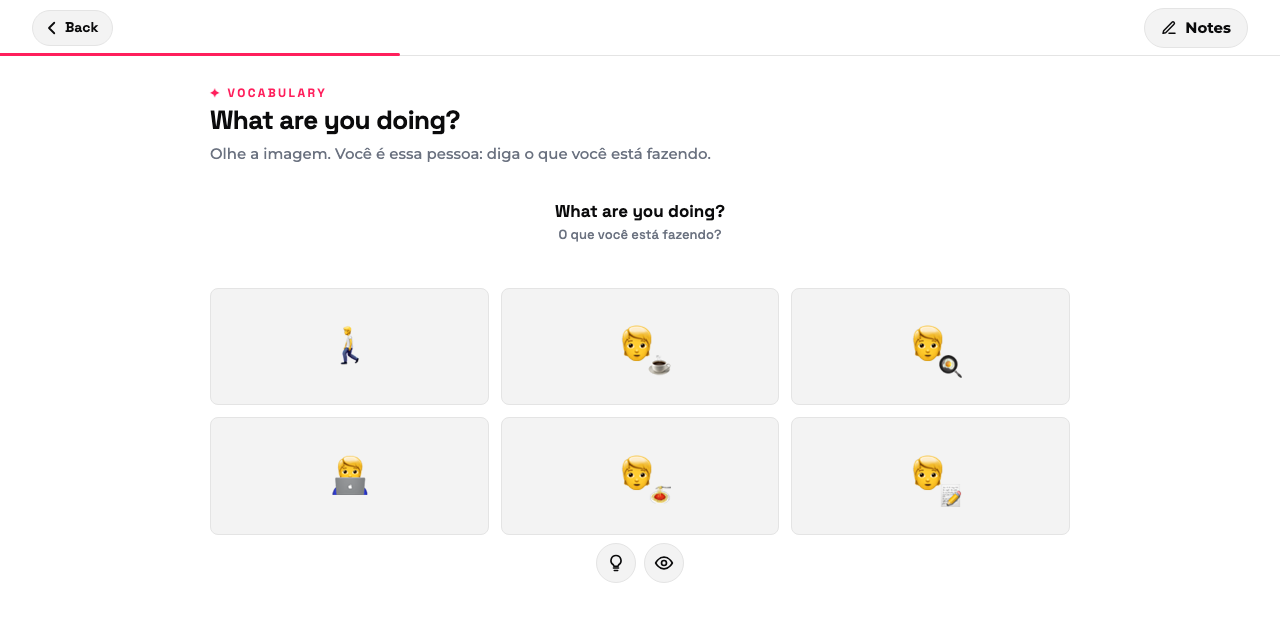 Back
Notes
VOCABULARY
What are you doing?
Olhe a imagem. Você é essa pessoa: diga o que você está fazendo.
What are you doing?
O que você está fazendo?